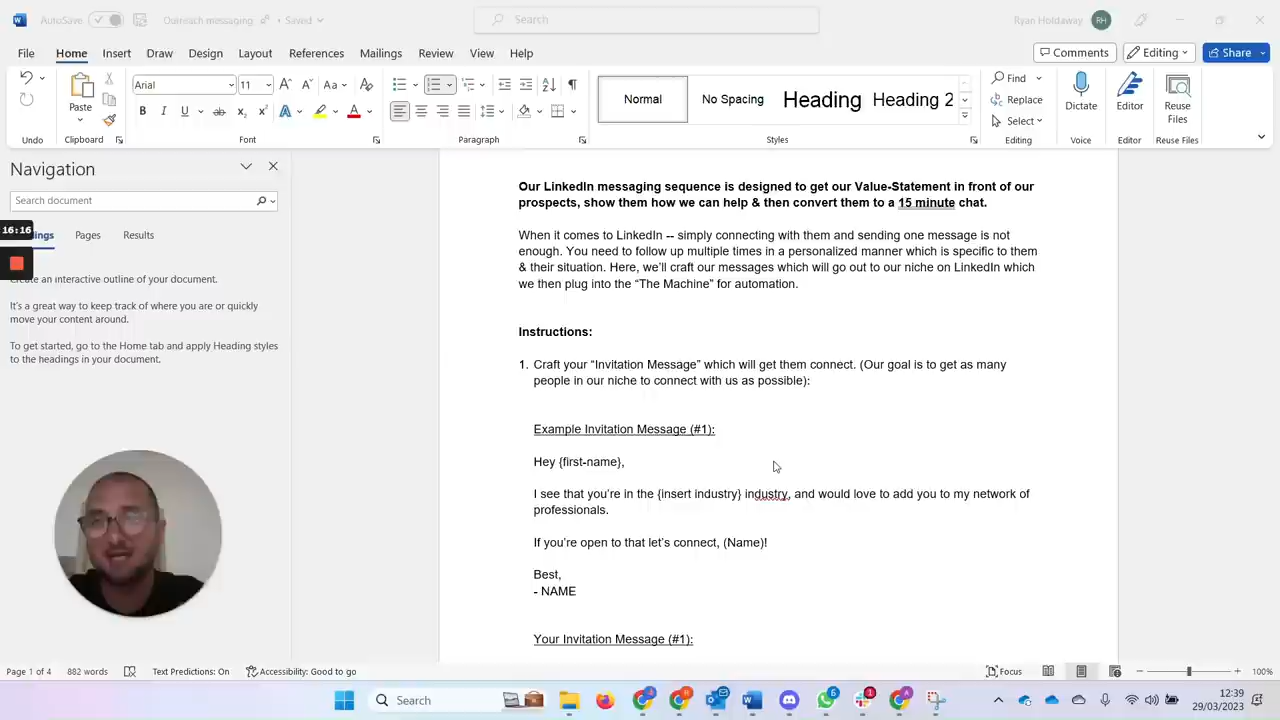 AutoSave
Outreach messaging
• Saved
Search
Ryan Holdaway
RH
File
Home
Insert
Draw
Design
Layout
References
Mailings
Review
View
Help
Comments
Editing
Share
Paste
Arial
11
Normal
No Spacing
Heading
Heading 2
Find
Replace
Select
Dictate
Editor
Reuse
Files
Undo
Clipboard
Font
Paragraph
Styles
Editing
Voice
Editor
Reuse Files
Navigation
Search document
16:16
Pages
Results
an interactive outline of your document.
It's a great way to keep track of where you are or quickly
move your content around.
To get started, go to the Home tab and apply Heading styles
to the headings in your document.
Our LinkedIn messaging sequence is designed to get our Value-Statement in front of our
prospects, show them how we can help & then convert them to a 15 minute chat.
When it comes to LinkedIn -- simply connecting with them and sending one message is not
enough. You need to follow up multiple times in a personalized manner which is specific to them
& their situation. Here, we'll craft our messages which will go out to our niche on LinkedIn which
we then plug into the “The Machine” for automation.
Instructions:
1. Craft your “Invitation Message” which will get them connect. (Our goal is to get as many
people in our niche to connect with us as possible):
Example Invitation Message (#1):
Hey {first-name},
I see that you're in the {insert industry} industry, and would love to add you to my network of
professionals.
If you're open to that let's connect, (Name)!
Best,
- NAME
Your Invitation Message (#1):
Page 1 of 4
882 words
Text Predictions: On
Accessibility: Good to go
Focus
100%
Search
12:39
29/03/2023